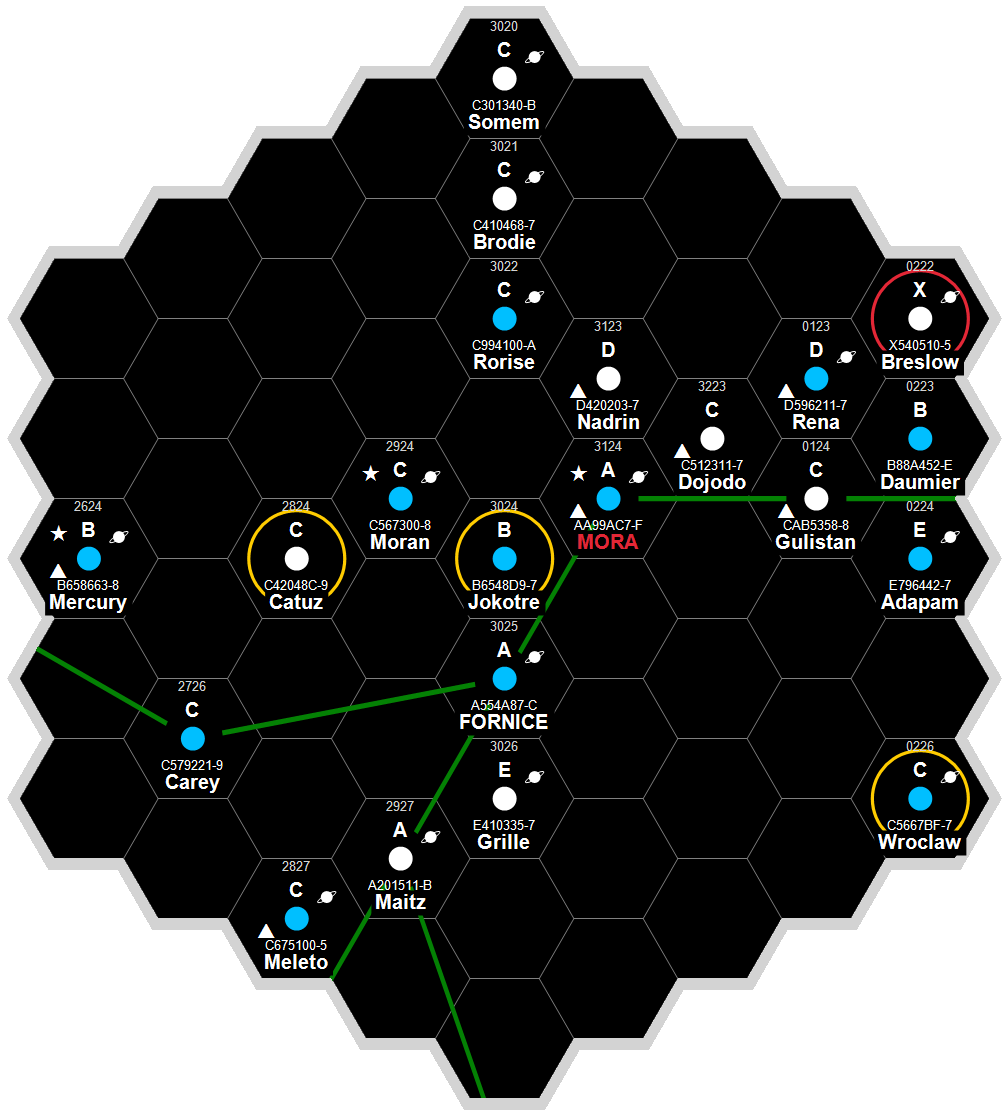 3020
C
C301340-B
Somem
3021
C
C410468-7
Brodie
3022
C
C994100-A
Rorise
0222
X
X540510-5
Breslow
3123
D
D420203-7
Nadrin
0123
D
D596211-7
Rena
3223
C
C512311-7
Dojodo
0223
B
B88A452-E
Daumier
2924
C
C567300-8
Moran
3124
A
AA99AC7-F
MORA
0124
C
CAB5358-8
Gulistan
2624
B
B658663-8
Mercury
2824
C
C42048C-9
Catuz
3024
B
B6548D9-7
Jokotre
0224
E
E796442-7
Adapam
3025
A
A554A87-C
FORNICE
2726
C
C579221-9
Carey
3026
E
E410335-7
Grille
0226
C
C5667BF-7
Wroclaw
2927
A
A201511-B
Maitz
2827
C
C675100-5
Meleto